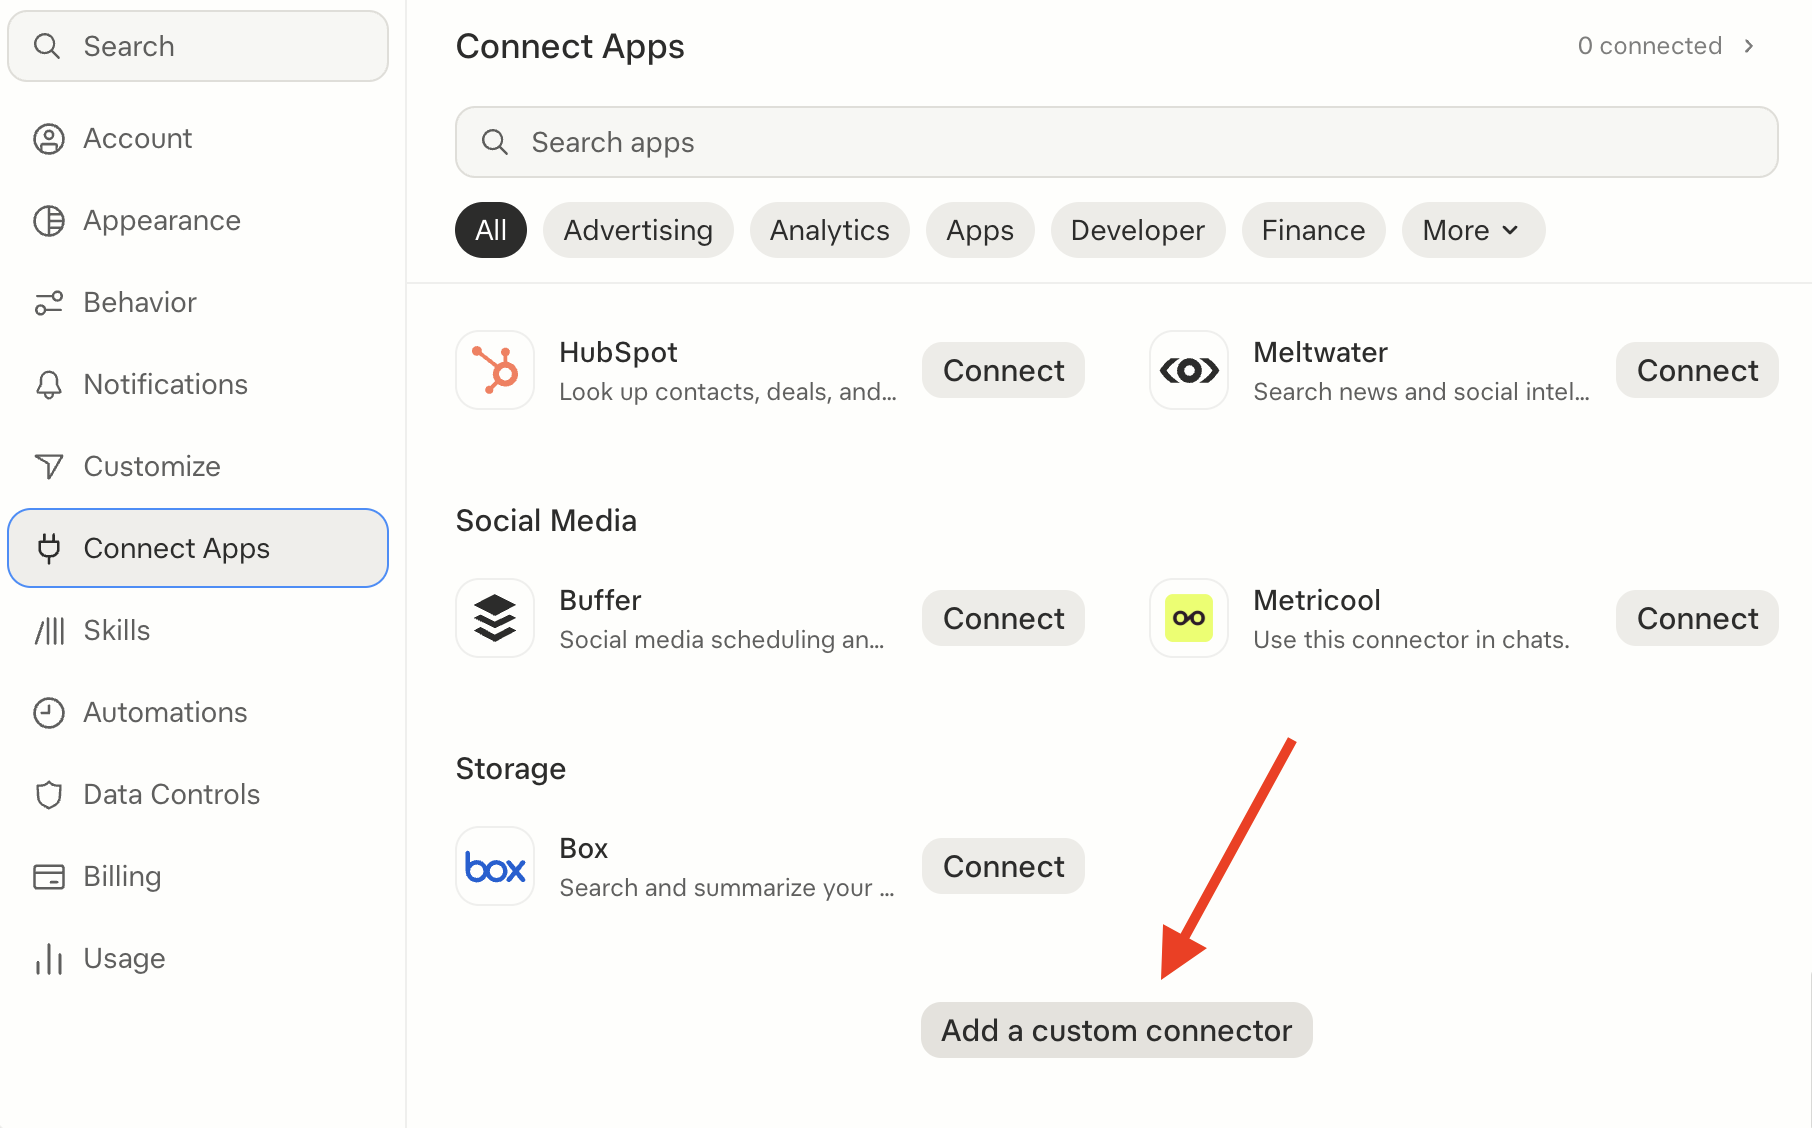 Search
Account
Appearance
Behavior
Notifications
Customize
Connect Apps
Skills
Automations
Data Controls
Billing
Usage
Connect Apps
0 connected
Search apps
All
Advertising
Analytics
Apps
Developer
Finance
More
HubSpot
Look up contacts, deals, and...
Connect
Meltwater
Search news and social intel...
Connect
Social Media
Buffer
Social media scheduling an...
Connect
Metricool
Use this connector in chats.
Connect
Storage
box
Box
Search and summarize your ...
Connect
Add a custom connector